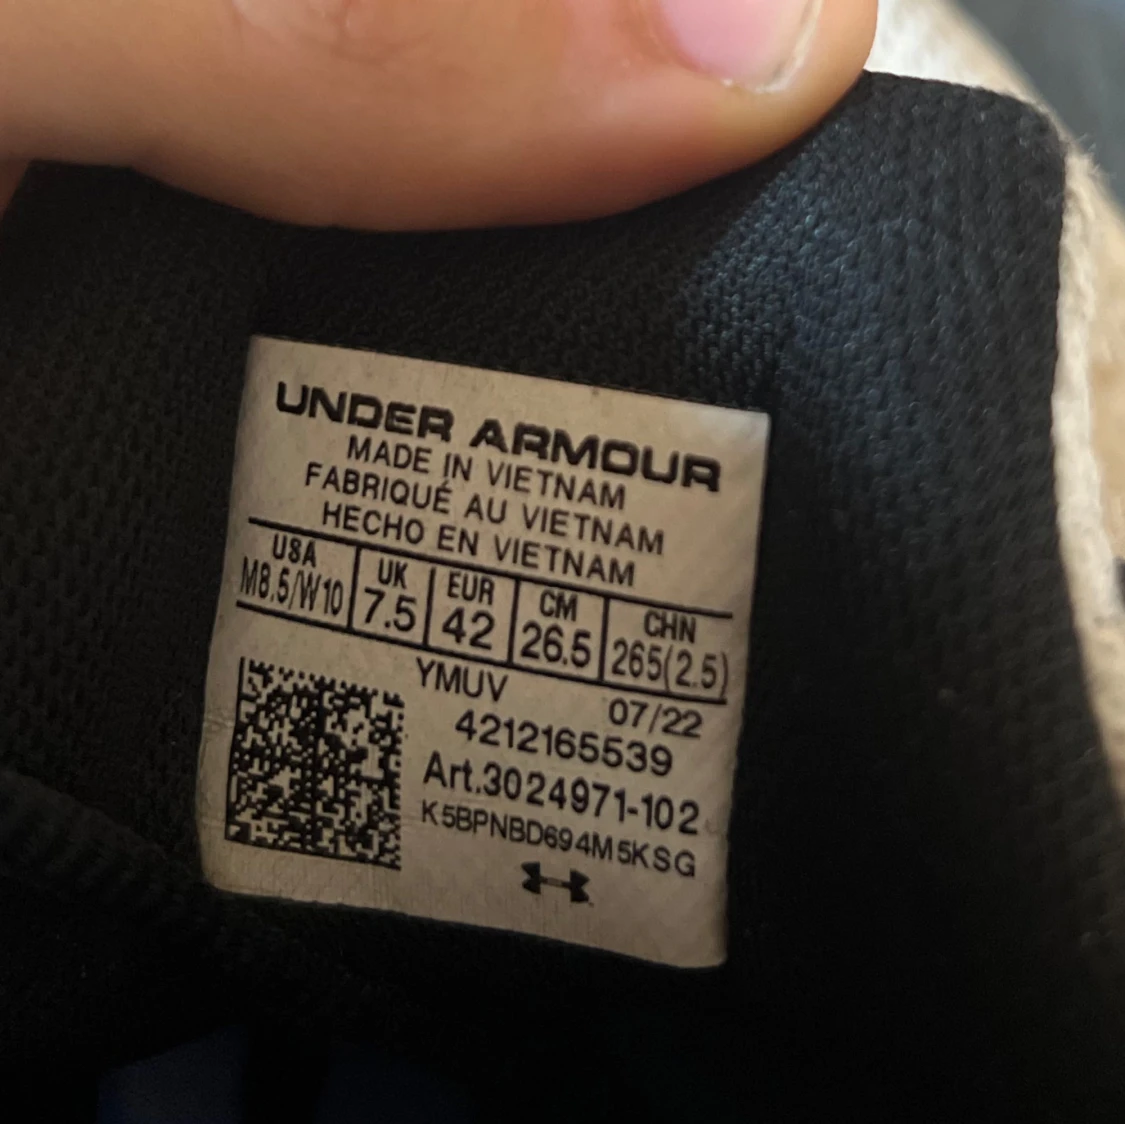 UNDER ARMOUR
MADE IN VIETNAM
FABRIQUÉ AU VIETNAM
HECHO EN VIETNAM
USA UK EUR CM CHN
M8.5/W10 7.5 42 26.5 265(2.5)
YMUV 07/22
4212165539
Art.3024971-102
K5BPNBD694M5KSG